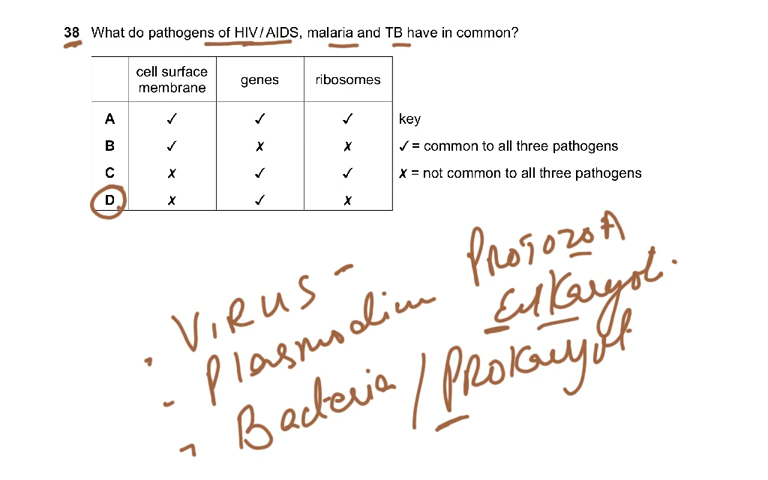 38 What do pathogens of HIV/AIDS, malaria and TB have in common?
cell surface membrane genes ribosomes
A ✓ ✓ ✓ key
B ✓ ✗ ✗ ✓ = common to all three pathogens
C ✗ ✓ ✓ ✗ = not common to all three pathogens
D ✗ ✓ ✗
VIRUS -
Plasmodium PROTOZOA
EuKaryot.
Bacteria / PROKaryot